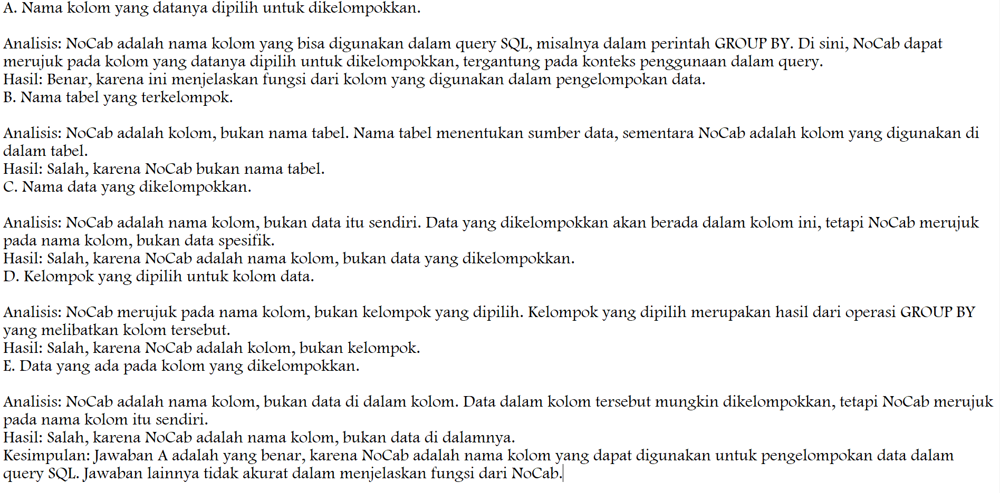 A. Nama kolom yang datanya dipilih untuk dikelompokkan.
Analisis: NoCab adalah nama kolom yang bisa digunakan dalam query SQL, misalnya dalam perintah GROUP BY. Di sini, NoCab dapat
merujuk pada kolom yang datanya dipilih untuk dikelompokkan, tergantung pada konteks penggunaan dalam query.
Hasil: Benar, karena ini menjelaskan fungsi dari kolom yang digunakan dalam pengelompokan data.
B. Nama tabel yang terkelompok.
Analisis: NoCab adalah kolom, bukan nama tabel. Nama tabel menentukan sumber data, sementara NoCab adalah kolom yang digunakan di
dalam tabel.
Hasil: Salah, karena NoCab bukan nama tabel.
C. Nama data yang dikelompokkan.
Analisis: NoCab adalah nama kolom, bukan data itu sendiri. Data yang dikelompokkan akan berada dalam kolom ini, tetapi NoCab merujuk
pada nama kolom, bukan data spesifik.
Hasil: Salah, karena NoCab adalah nama kolom, bukan data yang dikelompokkan.
D. Kelompok yang dipilih untuk kolom data.
Analisis: NoCab merujuk pada nama kolom, bukan kelompok yang dipilih. Kelompok yang dipilih merupakan hasil dari operasi GROUP BY
yang melibatkan kolom tersebut.
Hasil: Salah, karena NoCab adalah kolom, bukan kelompok.
E. Data yang ada pada kolom yang dikelompokkan.
Analisis: NoCab adalah nama kolom, bukan data di dalam kolom. Data dalam kolom tersebut mungkin dikelompokkan, tetapi NoCab merujuk
pada nama kolom itu sendiri.
Hasil: Salah, karena NoCab adalah nama kolom, bukan data di dalamnya.
Kesimpulan: Jawaban A adalah yang benar, karena NoCab adalah nama kolom yang dapat digunakan untuk pengelompokan data dalam
query SQL. Jawaban lainnya tidak akurat dalam menjelaskan fungsi dari NoCab.